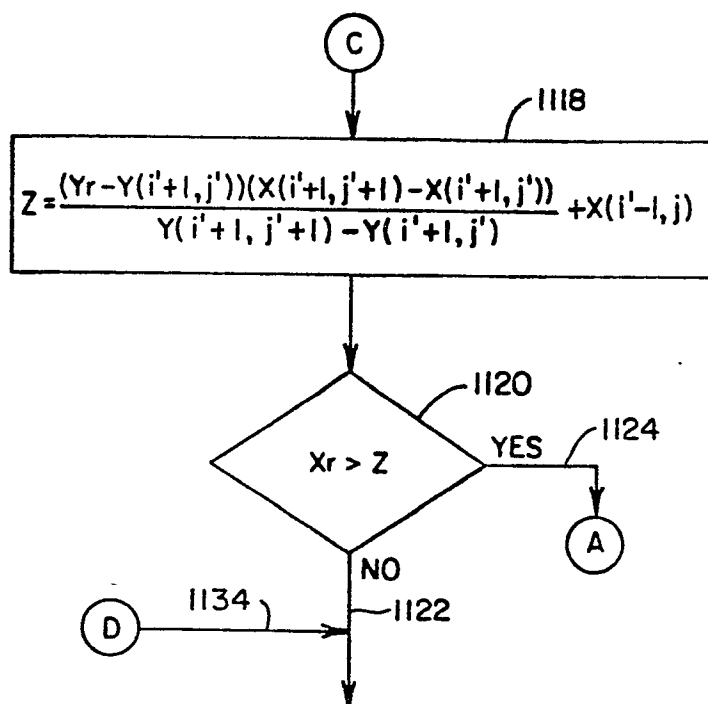 C
1118
Z = (Yr-Y(i'+1,j'))(X(i'+1,j'+1)-X(i'+1,j')) / Y(i'+1, j'+1)-Y(i'+1,j') +X(i'-1,j)
1120
Xr > Z
YES
1124
A
NO
1134
1122
D